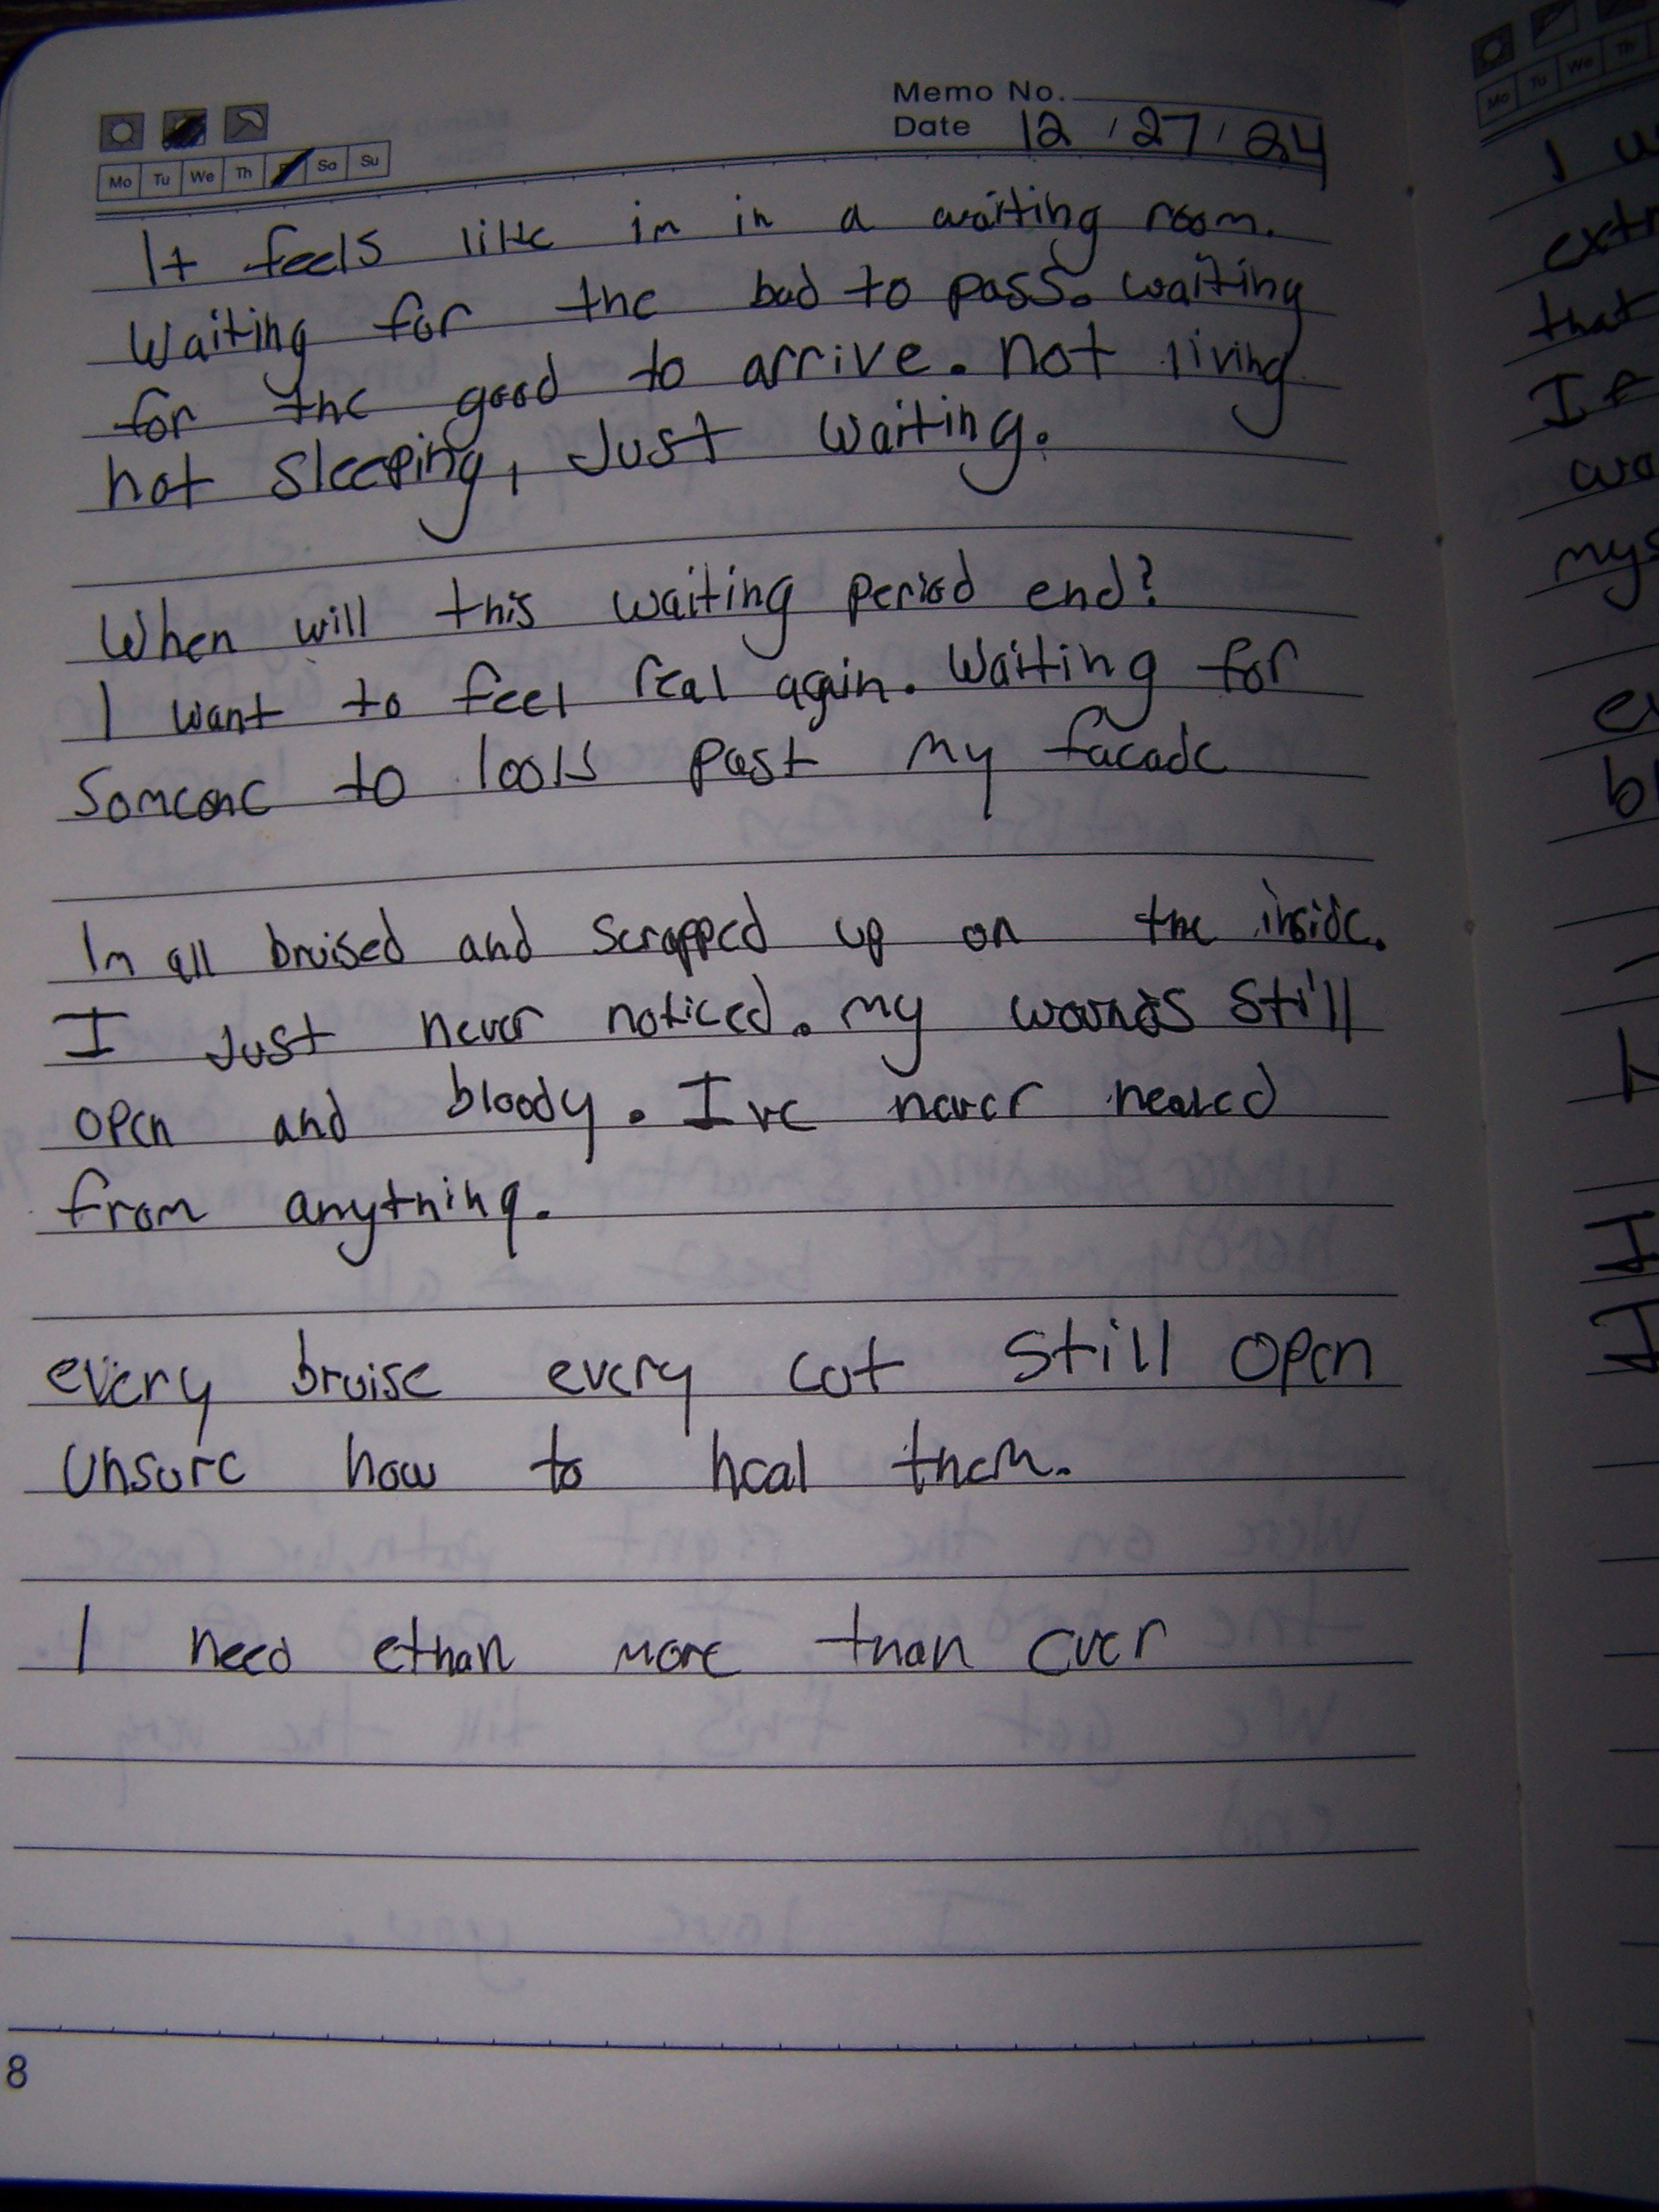 Memo No.
Date 12 / 27 / 24
Mo Tu We Th Sa Su
It feels like im in a waiting room.
Waiting for the bad to pass. waiting
for the good to arrive. not living
not sleeping, Just waiting.
When will this waiting period end?
I want to feel real again. Waiting for
Someone to look past my facade
Im all bruised and scrapped up on the inside.
I Just never noticed. my wounds still
open and bloody. Ive never healed
from anything.
every bruise every cut still open
Unsure how to heal them.
I need ethan more than ever
8
Mo Tu We Th
I
that